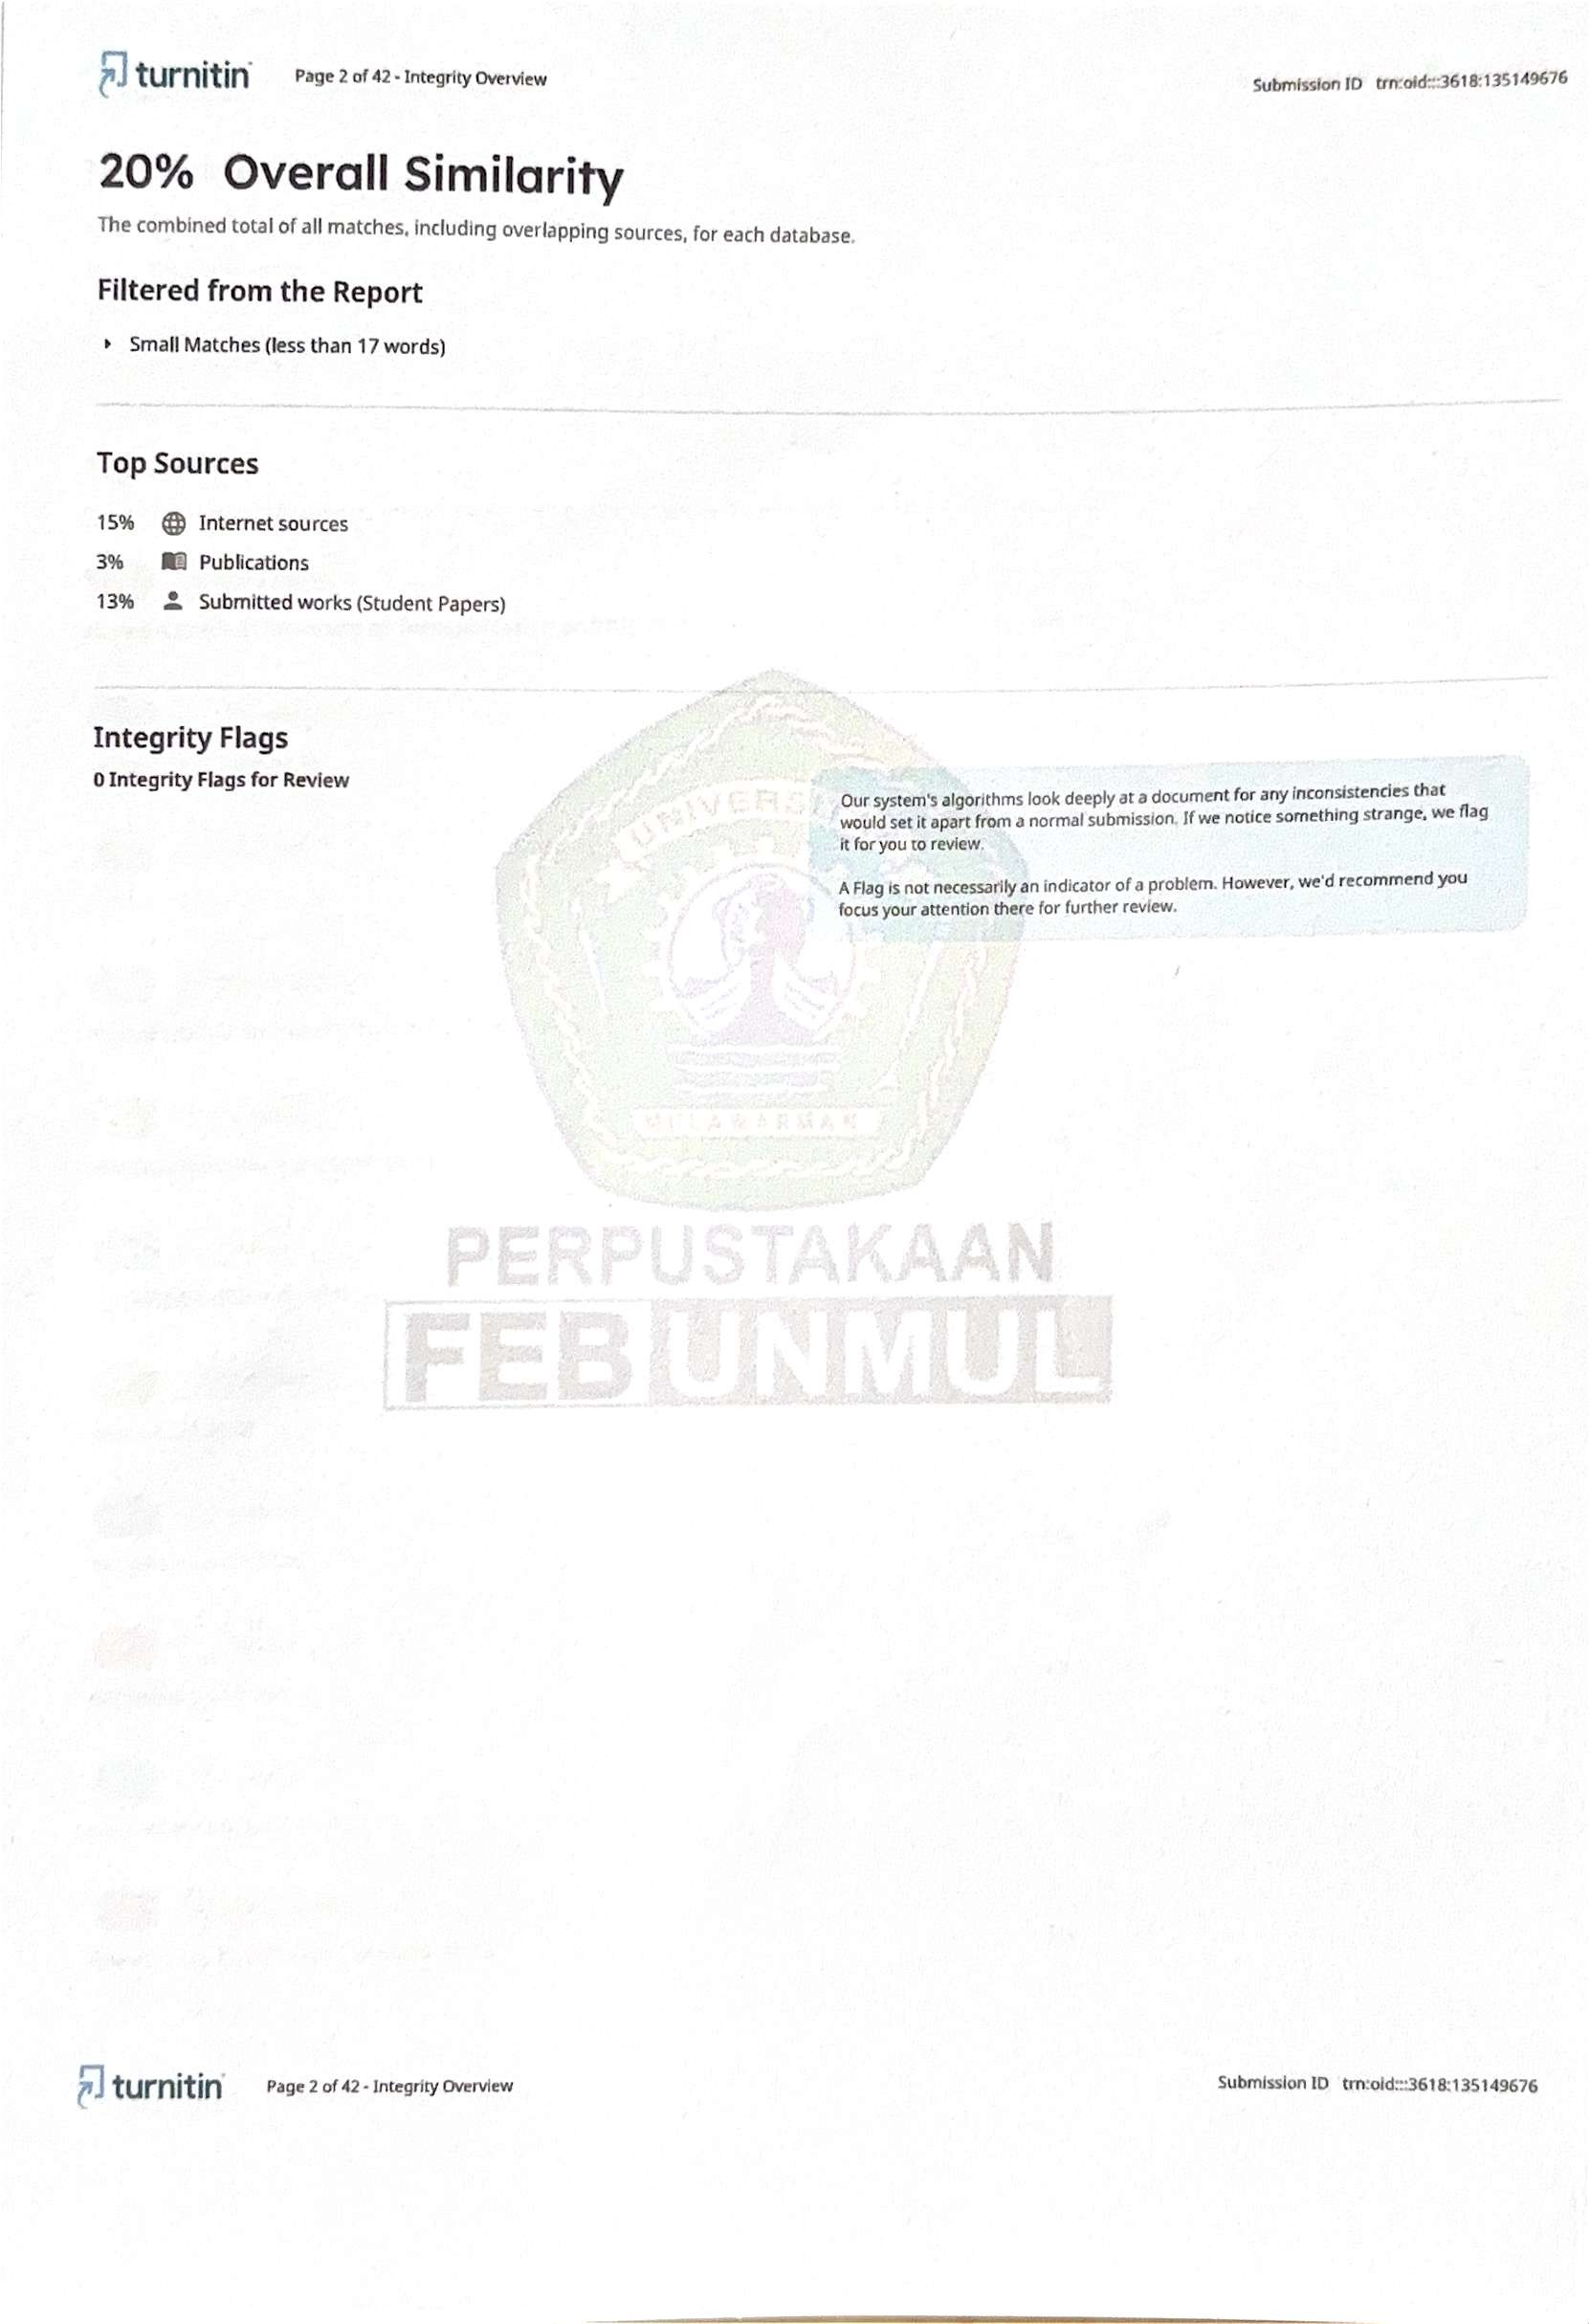 turnitin Page 2 of 42 - Integrity Overview Submission ID trn:oid:::3618:135149676
20% Overall Similarity
The combined total of all matches, including overlapping sources, for each database.
Filtered from the Report
Small Matches (less than 17 words)
Top Sources
15% Internet sources
3% Publications
13% Submitted works (Student Papers)
Integrity Flags
0 Integrity Flags for Review
Our system's algorithms look deeply at a document for any inconsistencies that
would set it apart from a normal submission. If we notice something strange, we flag
it for you to review.
A Flag is not necessarily an indicator of a problem. However, we'd recommend you
focus your attention there for further review.
MULAWARMAN
PERPUSTAKAAN
FEB UNMUL
turnitin Page 2 of 42 - Integrity Overview Submission ID trn:oid:::3618:135149676